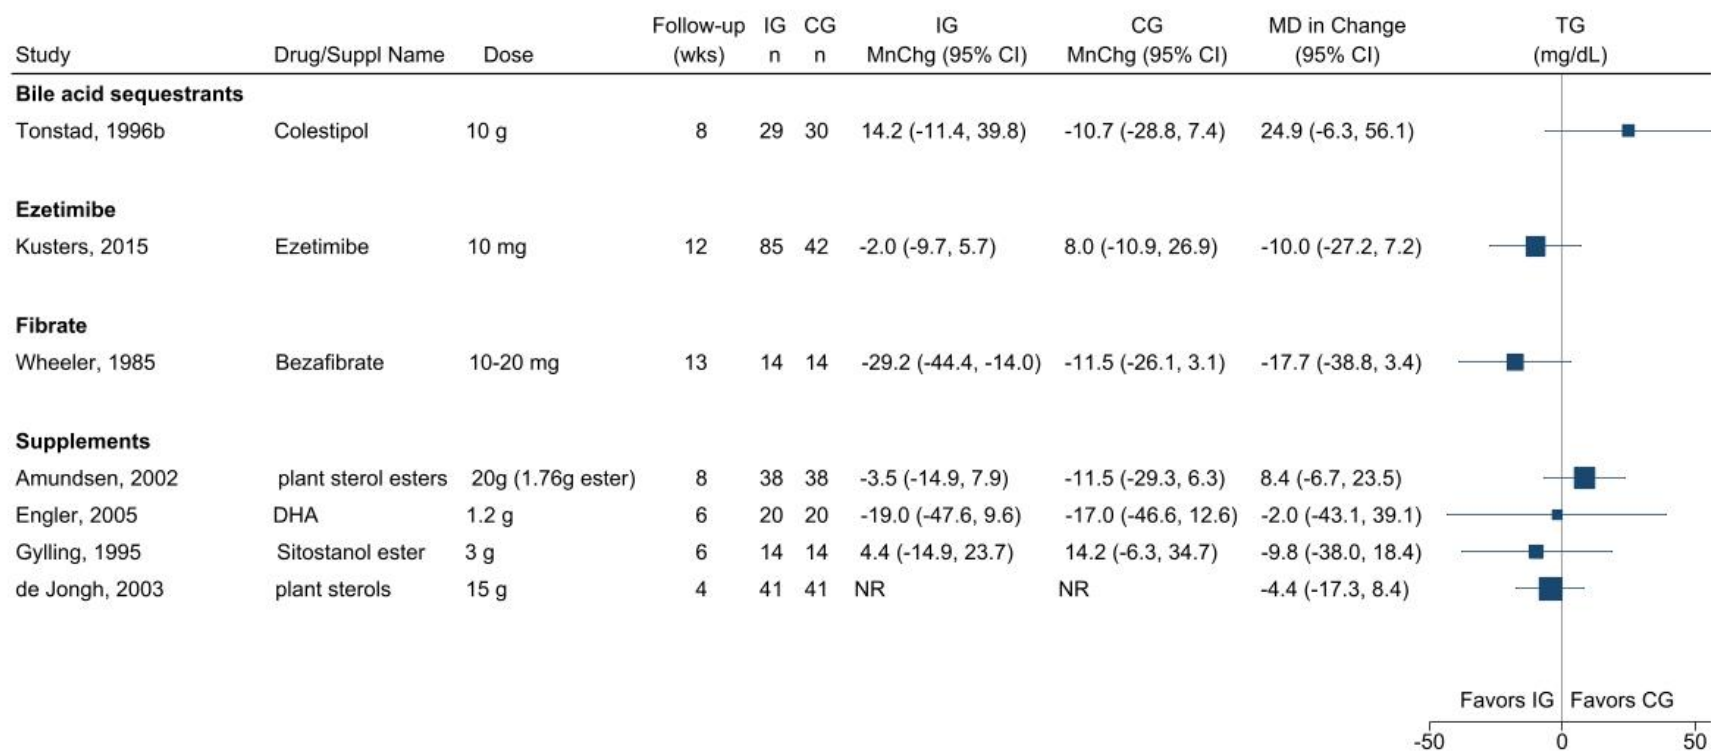 Follow-up IG CG IG CG MD in Change TG
Study Drug/Suppl Name Dose (wks) n n MnChg (95% CI) MnChg (95% CI) (95% CI) (mg/dL)
Bile acid sequestrants
Tonstad, 1996b Colestipol 10 g 8 29 30 14.2 (-11.4, 39.8) -10.7 (-28.8, 7.4) 24.9 (-6.3, 56.1)
Ezetimibe
Kusters, 2015 Ezetimibe 10 mg 12 85 42 -2.0 (-9.7, 5.7) 8.0 (-10.9, 26.9) -10.0 (-27.2, 7.2)
Fibrate
Wheeler, 1985 Bezafibrate 10-20 mg 13 14 14 -29.2 (-44.4, -14.0) -11.5 (-26.1, 3.1) -17.7 (-38.8, 3.4)
Supplements
Amundsen, 2002 plant sterol esters 20g (1.76g ester) 8 38 38 -3.5 (-14.9, 7.9) -11.5 (-29.3, 6.3) 8.4 (-6.7, 23.5)
Engler, 2005 DHA 1.2 g 6 20 20 -19.0 (-47.6, 9.6) -17.0 (-46.6, 12.6) -2.0 (-43.1, 39.1)
Gylling, 1995 Sitostanol ester 3 g 6 14 14 4.4 (-14.9, 23.7) 14.2 (-6.3, 34.7) -9.8 (-38.0, 18.4)
de Jongh, 2003 plant sterols 15 g 4 41 41 NR NR -4.4 (-17.3, 8.4)
Favors IG Favors CG
-50 0 50